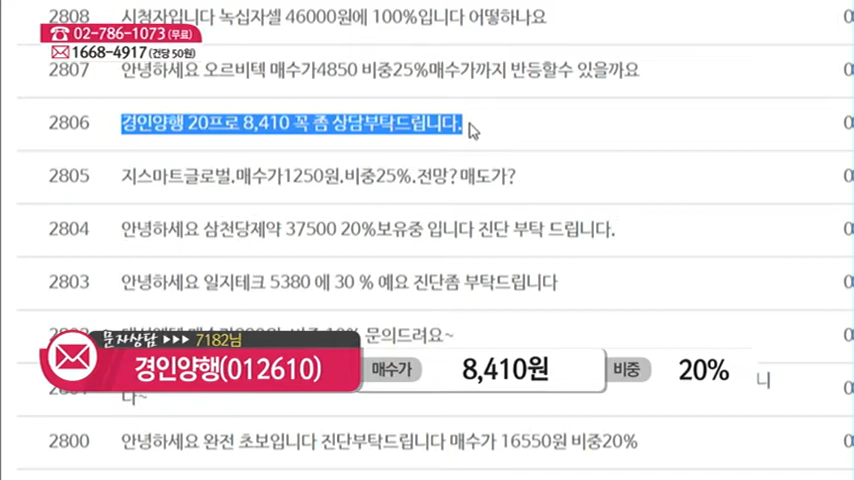 2808 시청자입니다 녹십자셀 46000원에 100%입니다 어떻하나요
02-786-1073 (무료)
1668-4917 (건당 50원)
2807 안녕하세요 오르비텍 매수가4850 비중25%매수가까지 반등할수 있을까요
2806 경인양행 20프로 8,410 꼭 좀 상담부탁드립니다.
2805 지스마트글로벌.매수가1250원.비중25%.전망?매도가?
2804 안녕하세요 삼천당제약 37500 20%보유중 입니다 진단 부탁 드립니다.
2803 안녕하세요 일지테크 5380 에 30 % 예요 진단좀 부탁드립니다
문의드려요~
문자상담 ▸▸▸ 7182님
경인양행(012610) 매수가 8,410원 비중 20%
니
다~
2800 안녕하세요 완전 초보입니다 진단부탁드립니다 매수가 16550원 비중20%